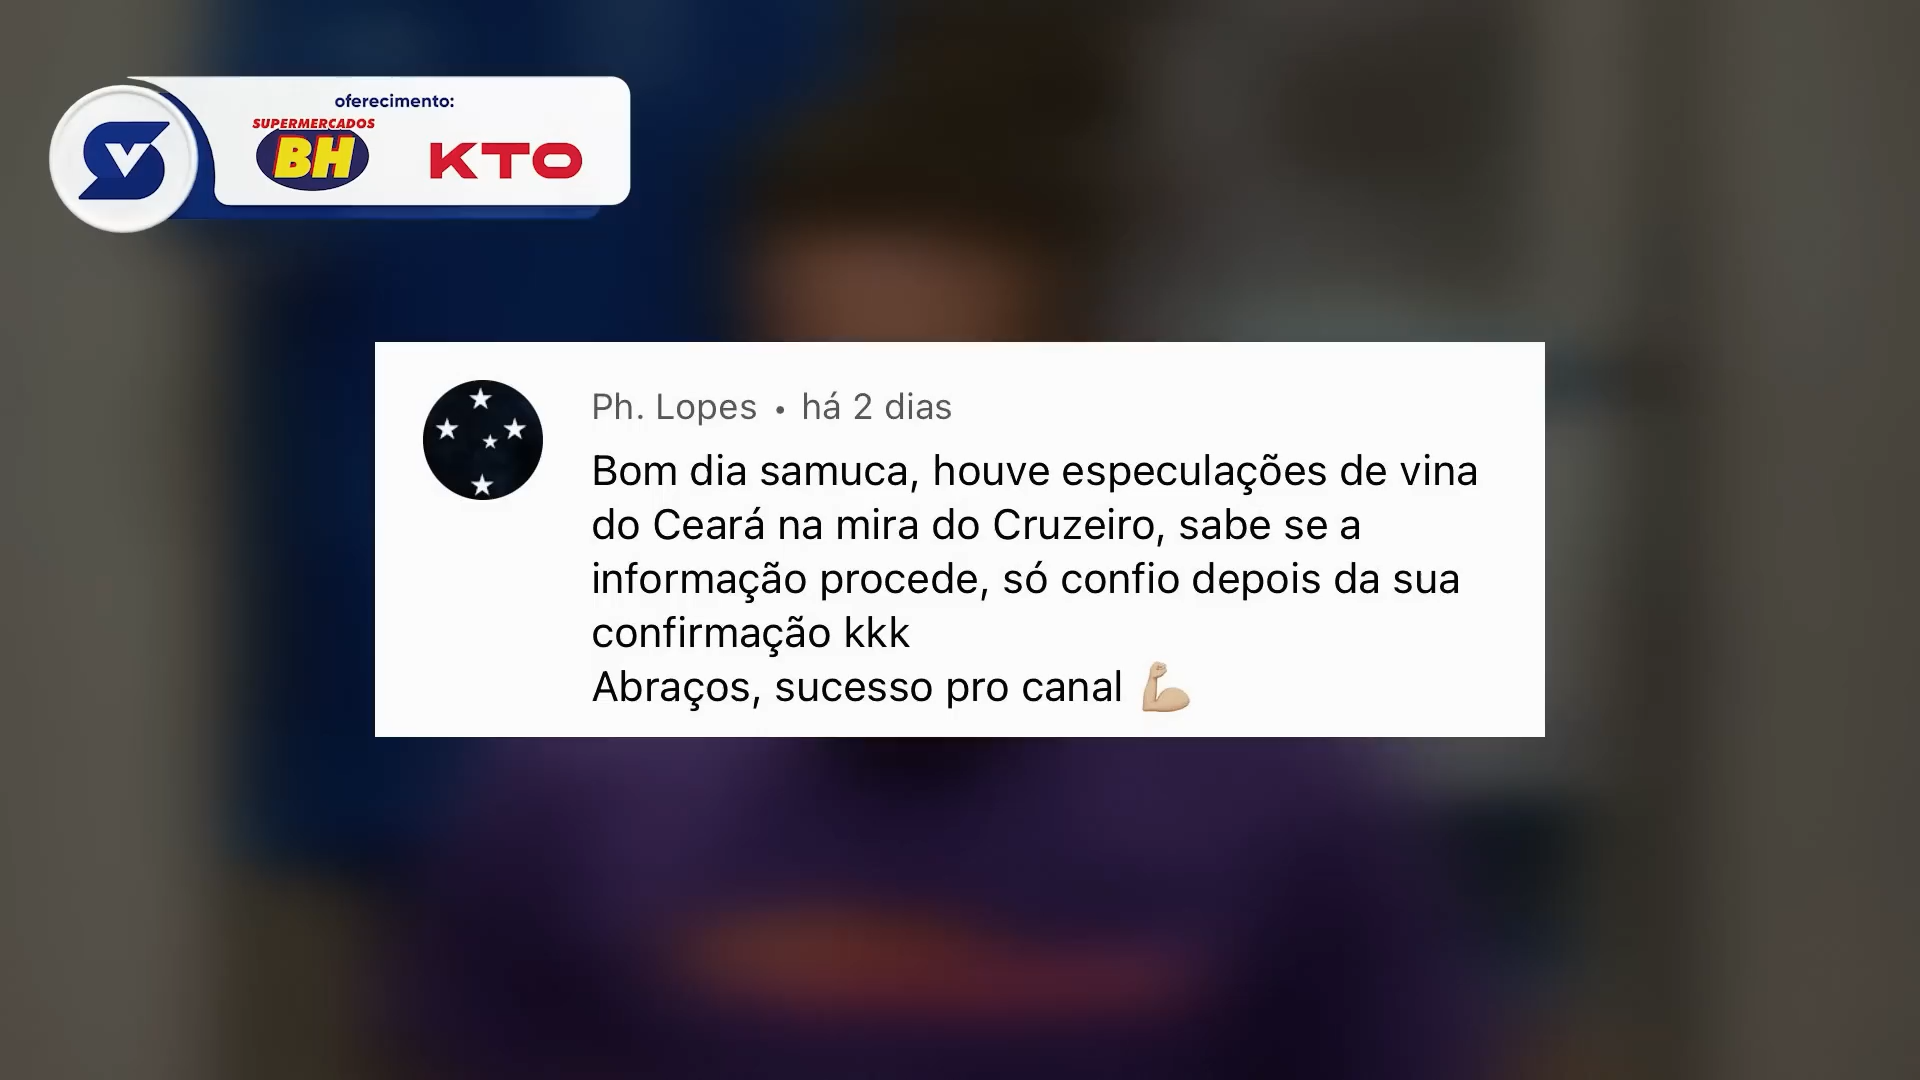 oferecimento:
SUPERMERCADOS
BH
KTO
Ph. Lopes • há 2 dias
Bom dia samuca, houve especulações de vina
do Ceará na mira do Cruzeiro, sabe se a
informação procede, só confio depois da sua
confirmação kkk
Abraços, sucesso pro canal 💪🏼